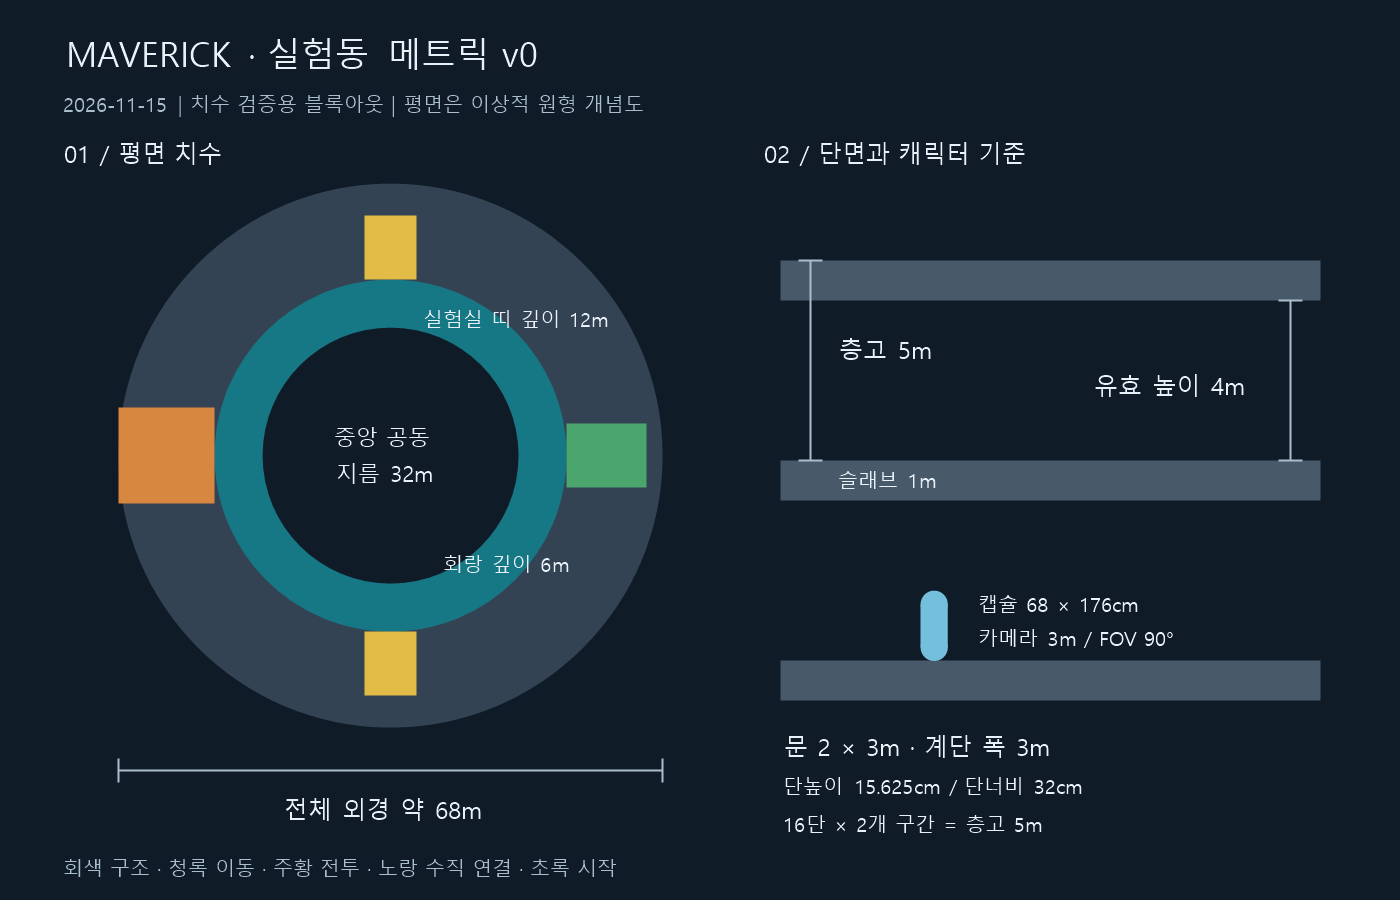 MAVERICK · 실험동 메트릭 v0
2026-11-15 | 치수 검증용 블록아웃 | 평면은 이상적 원형 개념도
01 / 평면 치수
실험실 띠 깊이 12m
중앙 공동
지름 32m
회랑 깊이 6m
전체 외경 약 68m
회색 구조 · 청록 이동 · 주황 전투 · 노랑 수직 연결 · 초록 시작
02 / 단면과 캐릭터 기준
층고 5m
유효 높이 4m
슬래브 1m
캡슐 68 × 176cm
카메라 3m / FOV 90°
문 2 × 3m · 계단 폭 3m
단높이 15.625cm / 단너비 32cm
16단 × 2개 구간 = 층고 5m